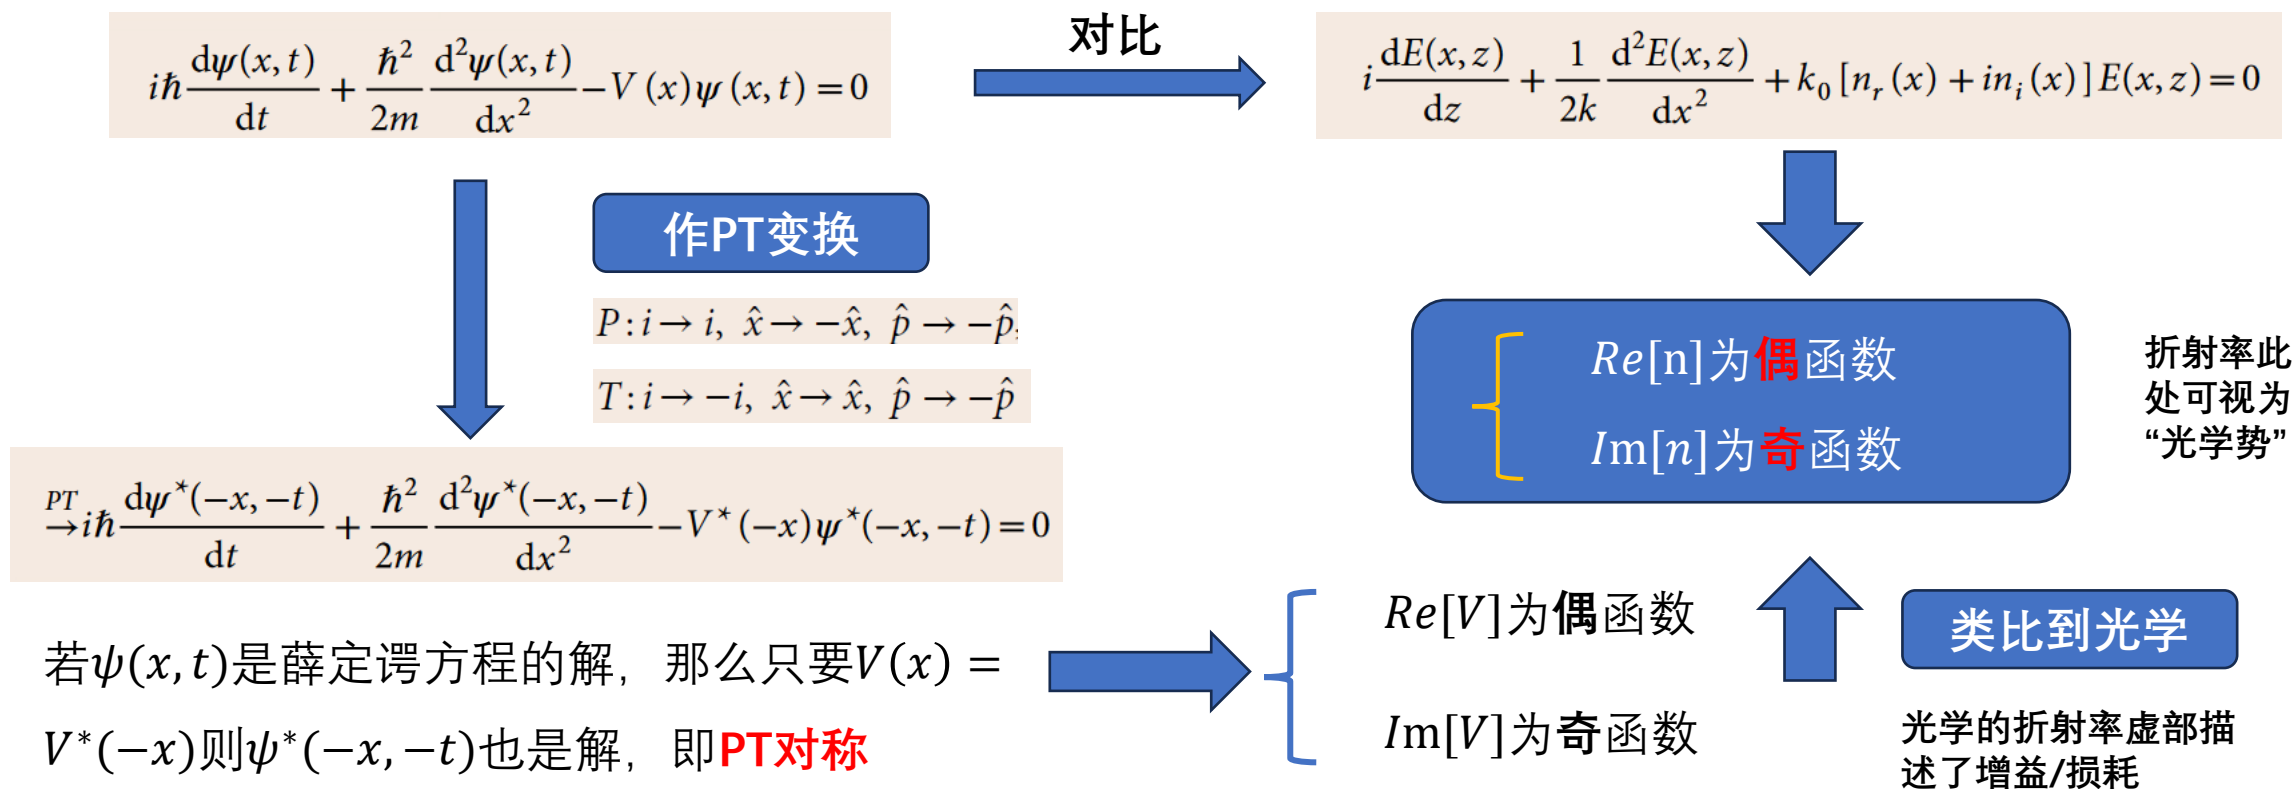 iℏ dψ(x, t)/dt + ℏ²/2m d²ψ(x, t)/dx² − V (x)ψ (x, t) = 0
对比
i dE(x, z)/dz + 1/2k d²E(x, z)/dx² + k₀ [nᵣ(x) + inᵢ(x)] E(x, z) = 0
作PT变换
P: i → i, x̂ → −x̂, p̂ → −p̂,
T: i → −i, x̂ → x̂, p̂ → −p̂
Re[n]为偶函数
Im[n]为奇函数
折射率此
处可视为
“光学势”
PT→ iℏ dψ*(−x, −t)/dt + ℏ²/2m d²ψ*(−x, −t)/dx² − V* (−x)ψ*(−x, −t) = 0
若ψ(x, t)是薛定谔方程的解，那么只要V(x) =
V*(−x)则ψ*(−x, −t)也是解，即PT对称
Re[V]为偶函数
Im[V]为奇函数
类比到光学
光学的折射率虚部描
述了增益/损耗